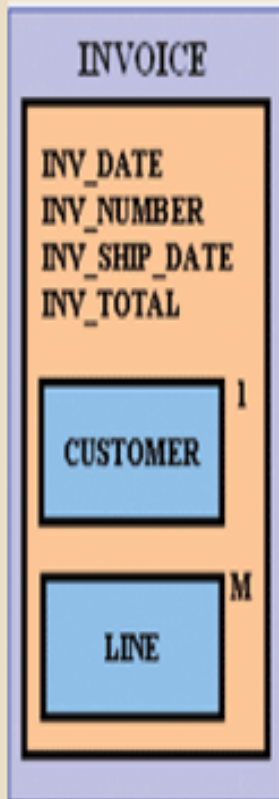 INVOICE
INV_DATE
INV_NUMBER
INV_SHIP_DATE
INV_TOTAL
1
CUSTOMER
M
LINE